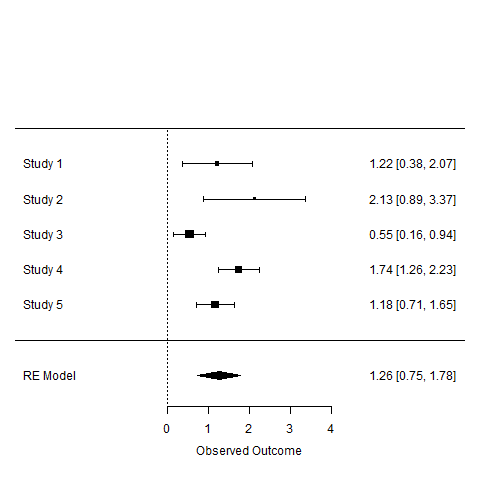 Study 1 1.22 [0.38, 2.07]
Study 2 2.13 [0.89, 3.37]
Study 3 0.55 [0.16, 0.94]
Study 4 1.74 [1.26, 2.23]
Study 5 1.18 [0.71, 1.65]
RE Model 1.26 [0.75, 1.78]
0 1 2 3 4
Observed Outcome